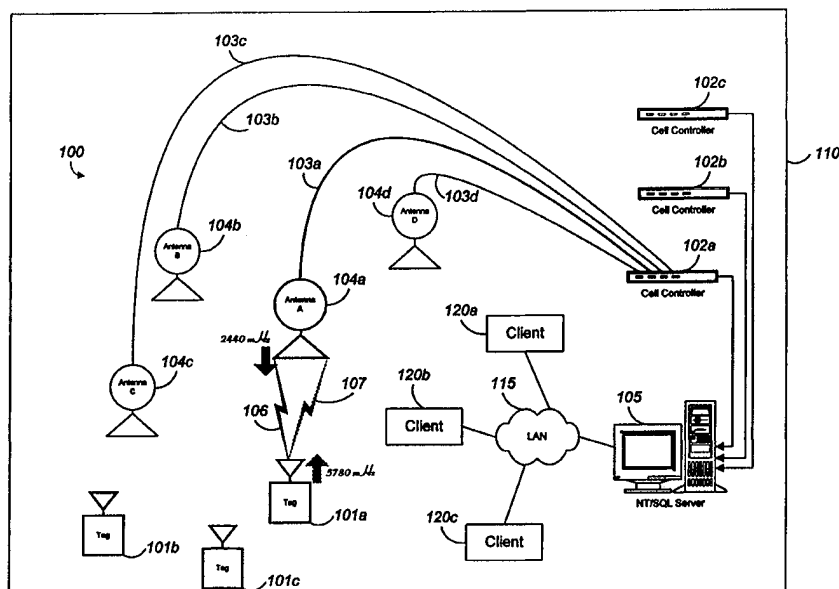 103c
103b
102c
Cell Controller
110
100
103a
104d
103d
102b
Cell Controller
Antenna
D
104b
Antenna
B
102a
Cell Controller
104a
Antenna
A
120a
Client
2440 mHz
104c
Antenna
C
107
106
120b
Client
115
LAN
105
5780 mHz
NT/SQL Server
Tag
101a
120c
Client
Tag
101b
Tag
101c